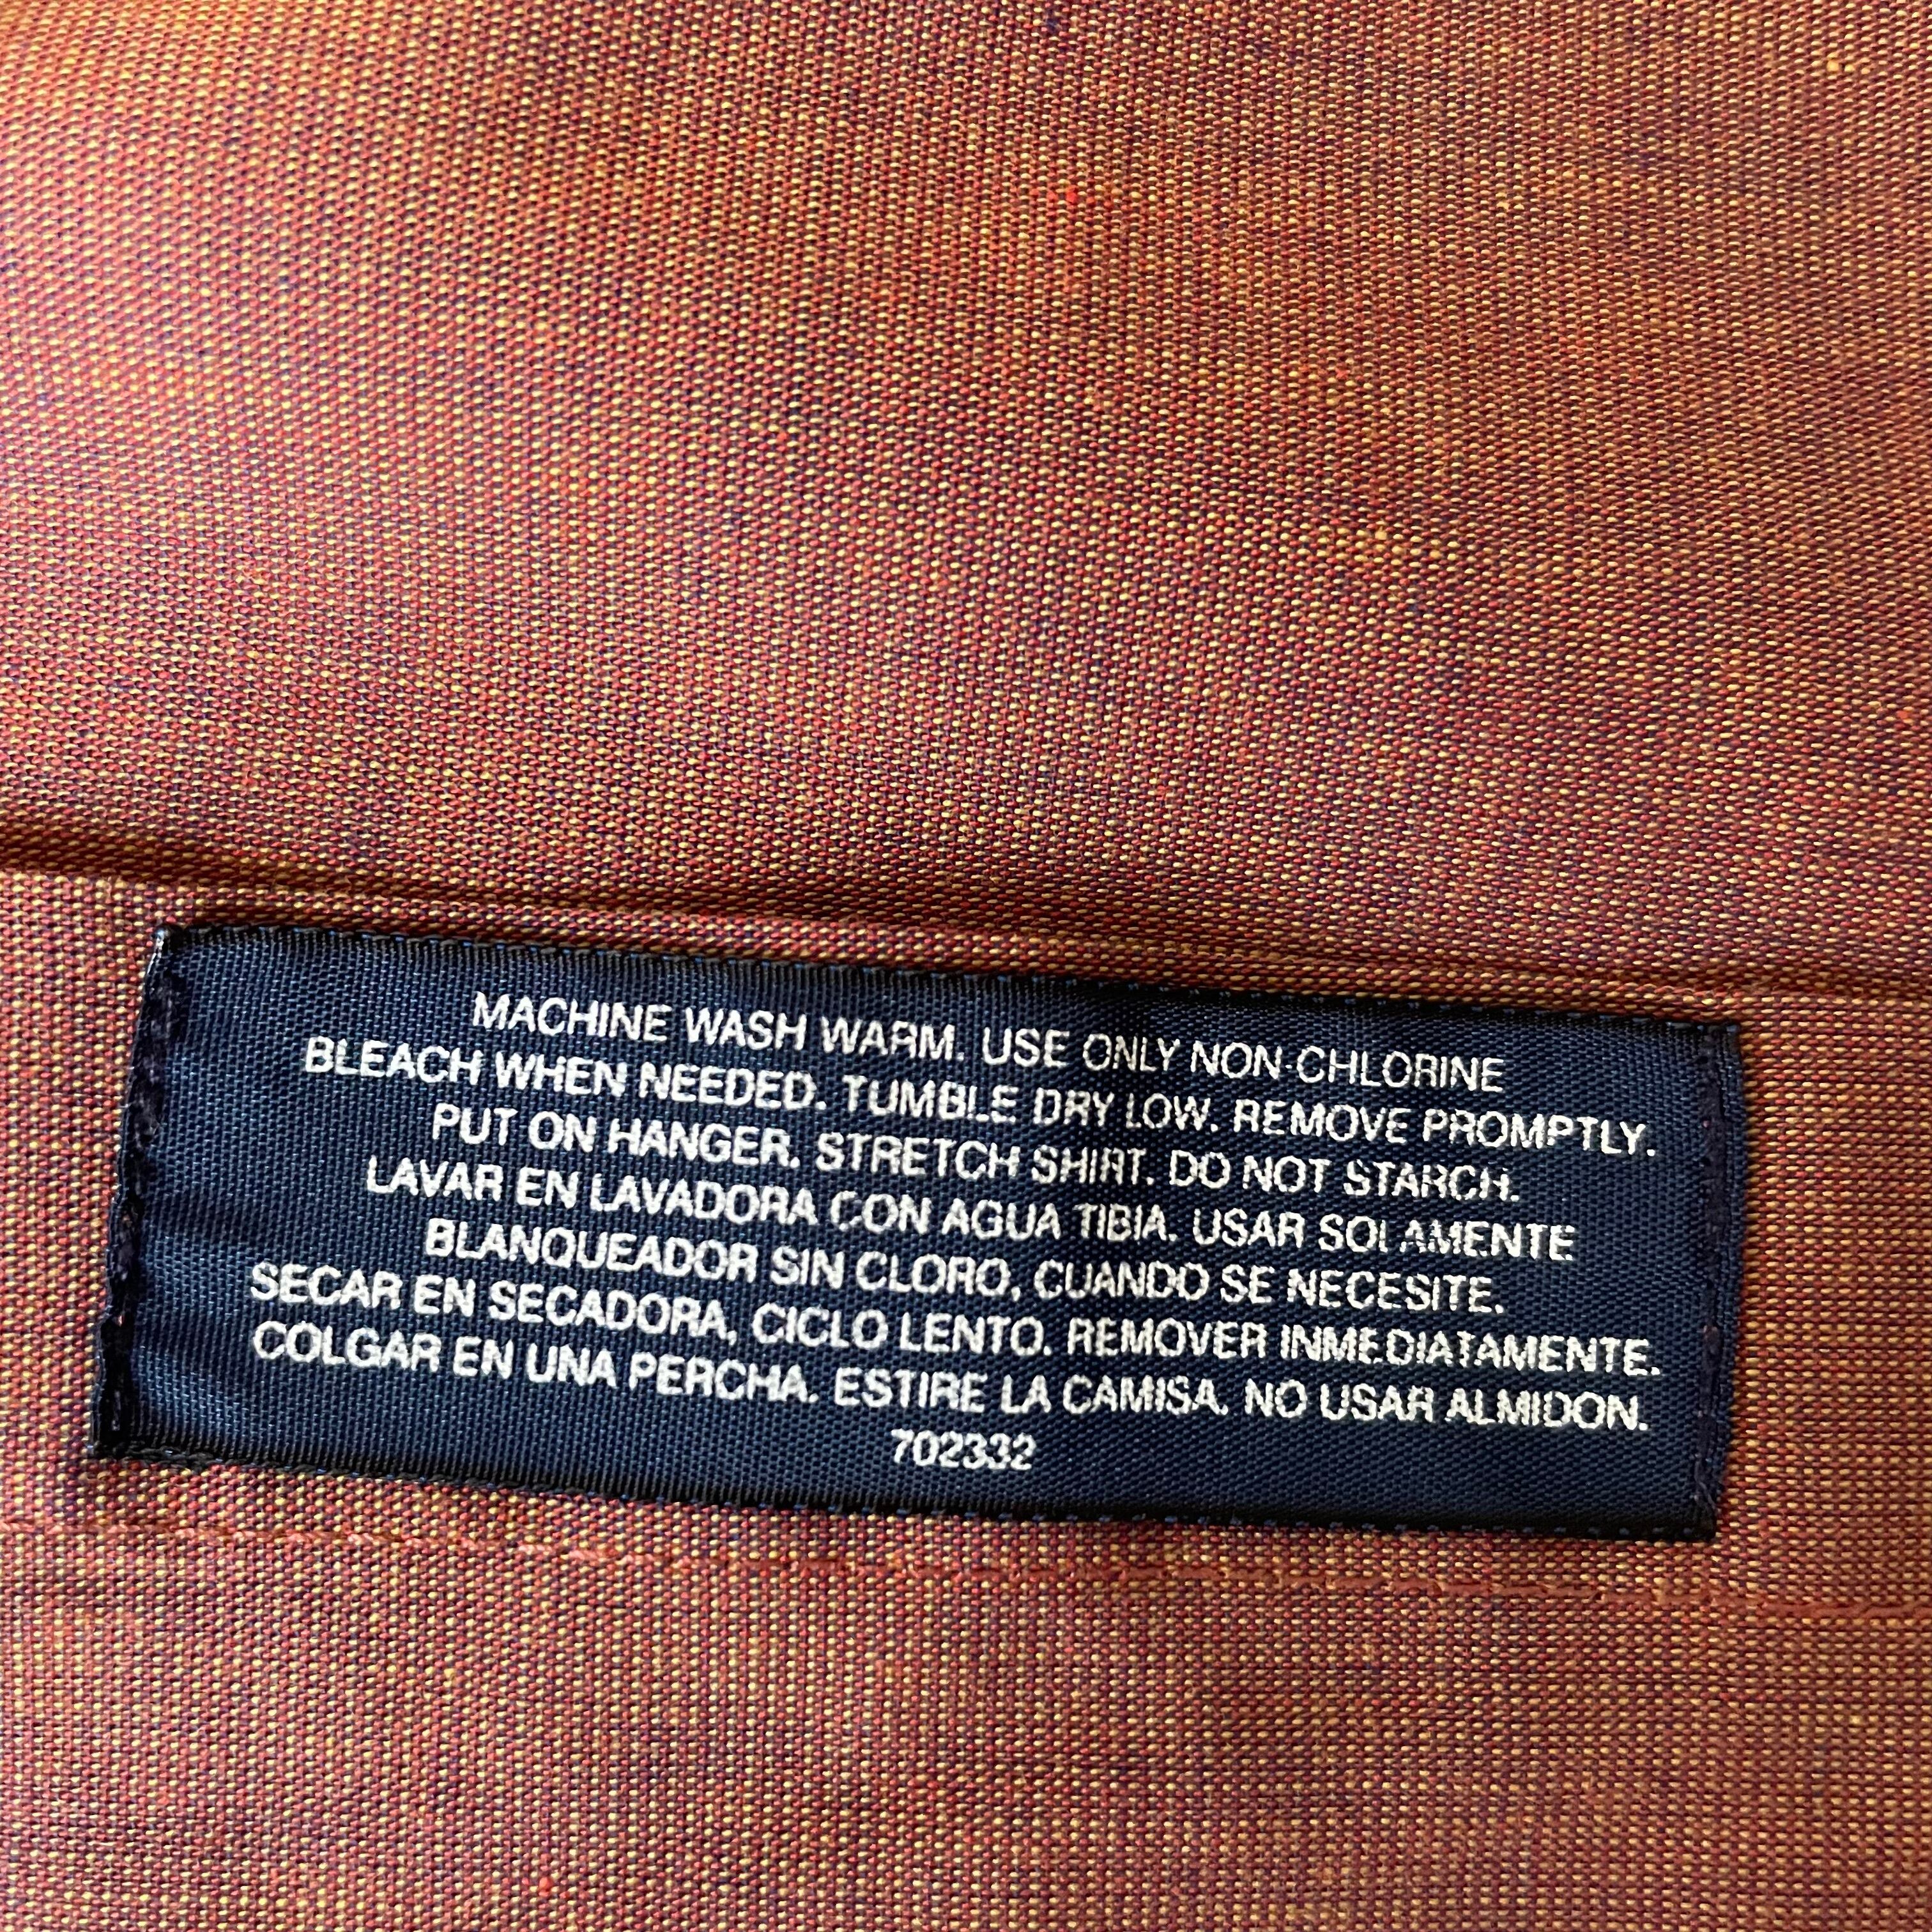 MACHINE WASH WARM. USE ONLY NON-CHLORINE
BLEACH WHEN NEEDED. TUMBLE DRY LOW. REMOVE PROMPTLY.
PUT ON HANGER. STRETCH SHIRT. DO NOT STARCH.
LAVAR EN LAVADORA CON AGUA TIBIA. USAR SOLAMENTE
BLANQUEADOR SIN CLORO, CUANDO SE NECESITE.
SECAR EN SECADORA, CICLO LENTO. REMOVER INMEDIATAMENTE.
COLGAR EN UNA PERCHA. ESTIRE LA CAMISA. NO USAR ALMIDON.
702332